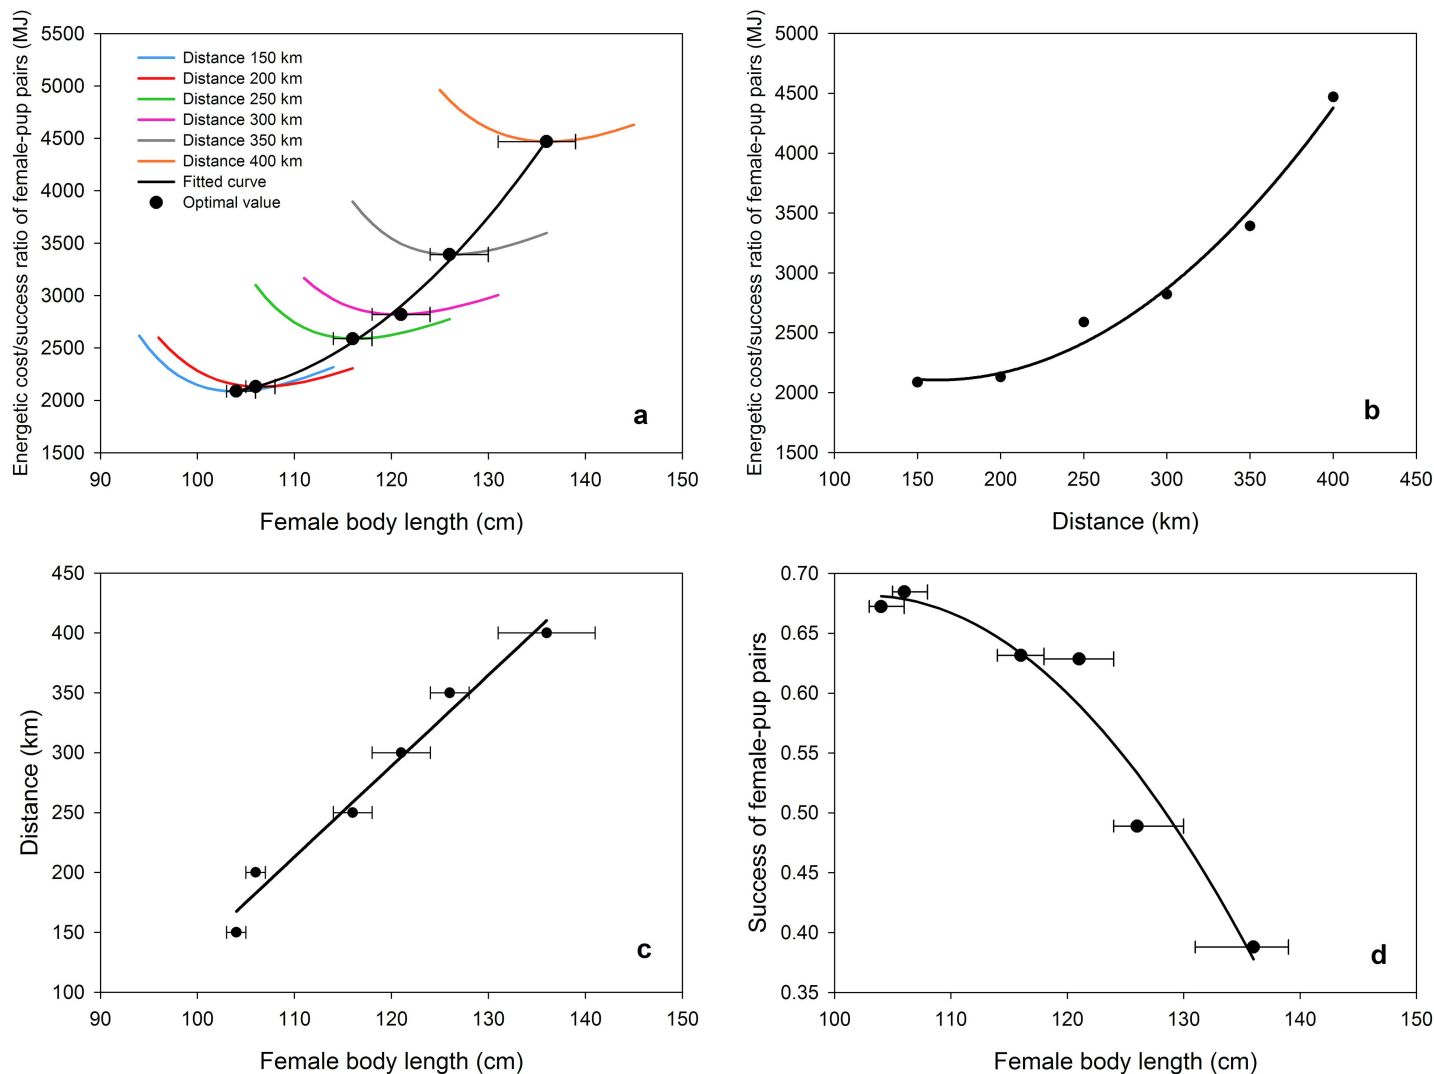 Energetic cost/success ratio of female-pup pairs (MJ)
5500
5000
4500
4000
3500
3000
2500
2000
1500
Distance 150 km
Distance 200 km
Distance 250 km
Distance 300 km
Distance 350 km
Distance 400 km
Fitted curve
Optimal value
a
90 100 110 120 130 140 150
Female body length (cm)
Energetic cost/success ratio of female-pup pairs (MJ)
5000
4500
4000
3500
3000
2500
2000
1500
b
100 150 200 250 300 350 400 450
Distance (km)
Distance (km)
450
400
350
300
250
200
150
100
c
90 100 110 120 130 140 150
Female body length (cm)
Success of female-pup pairs
0.70
0.65
0.60
0.55
0.50
0.45
0.40
0.35
d
100 110 120 130 140 150
Female body length (cm)